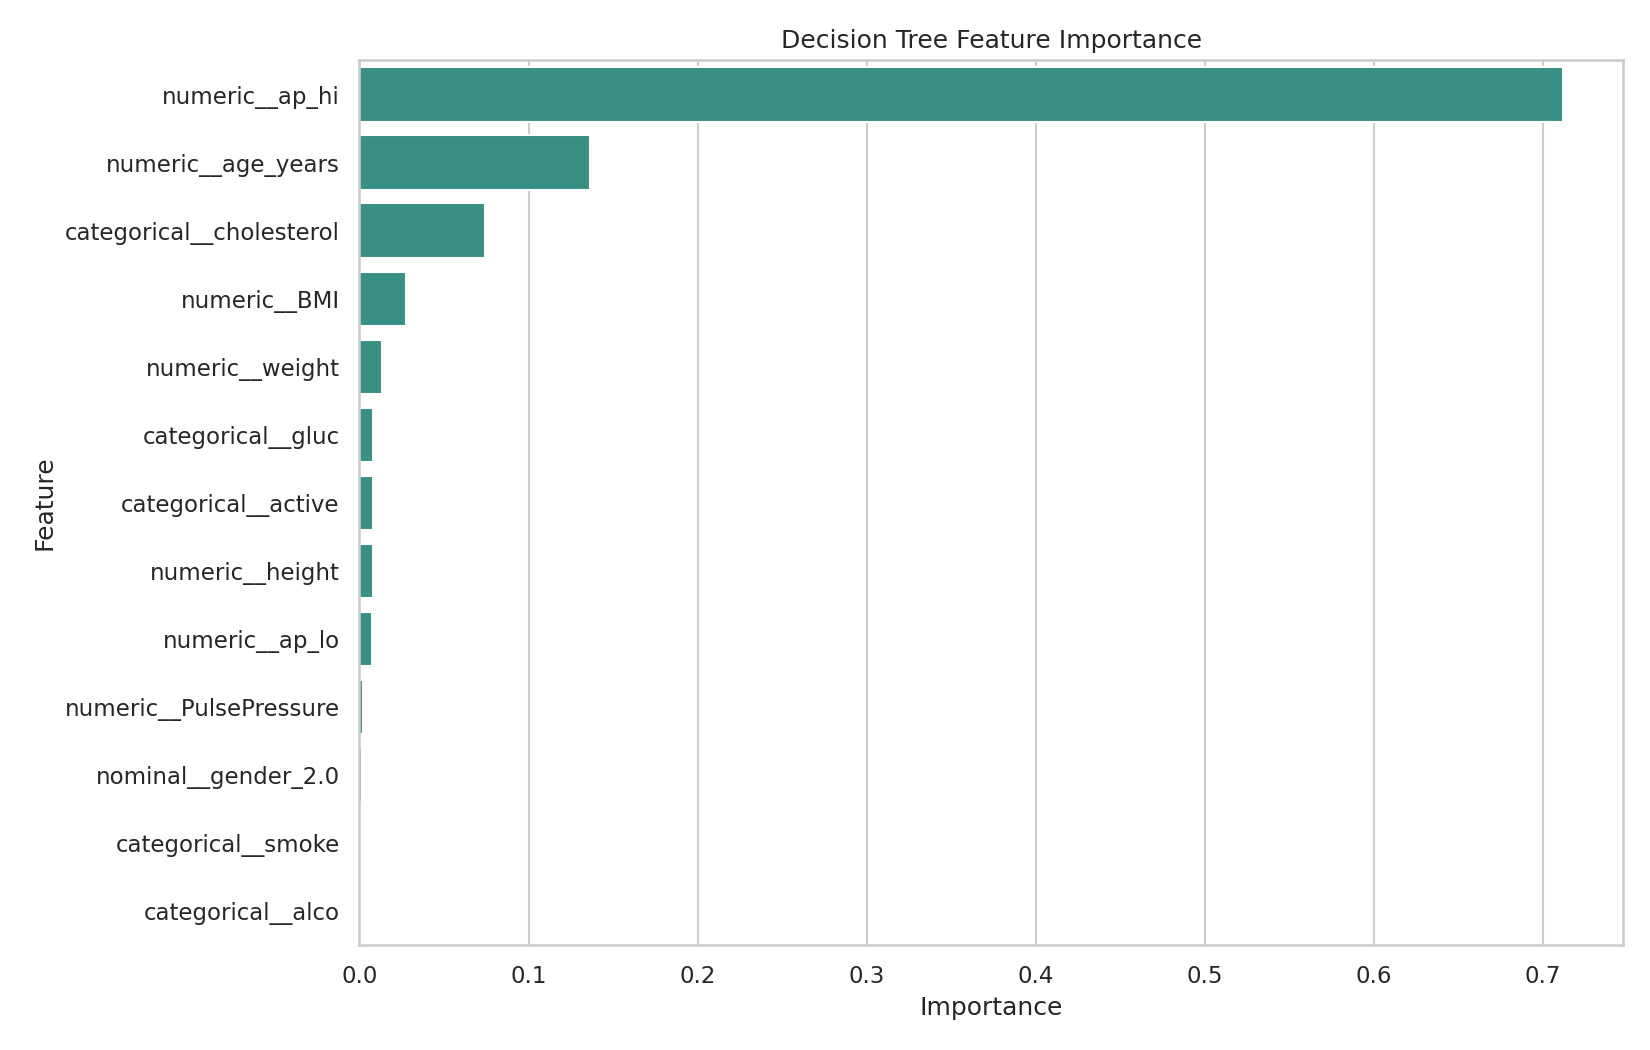 Decision Tree Feature Importance
numeric__ap_hi
numeric__age_years
categorical__cholesterol
numeric__BMI
numeric__weight
categorical__gluc
categorical__active
numeric__height
numeric__ap_lo
numeric__PulsePressure
nominal__gender_2.0
categorical__smoke
categorical__alco
Feature
0.0 0.1 0.2 0.3 0.4 0.5 0.6 0.7
Importance